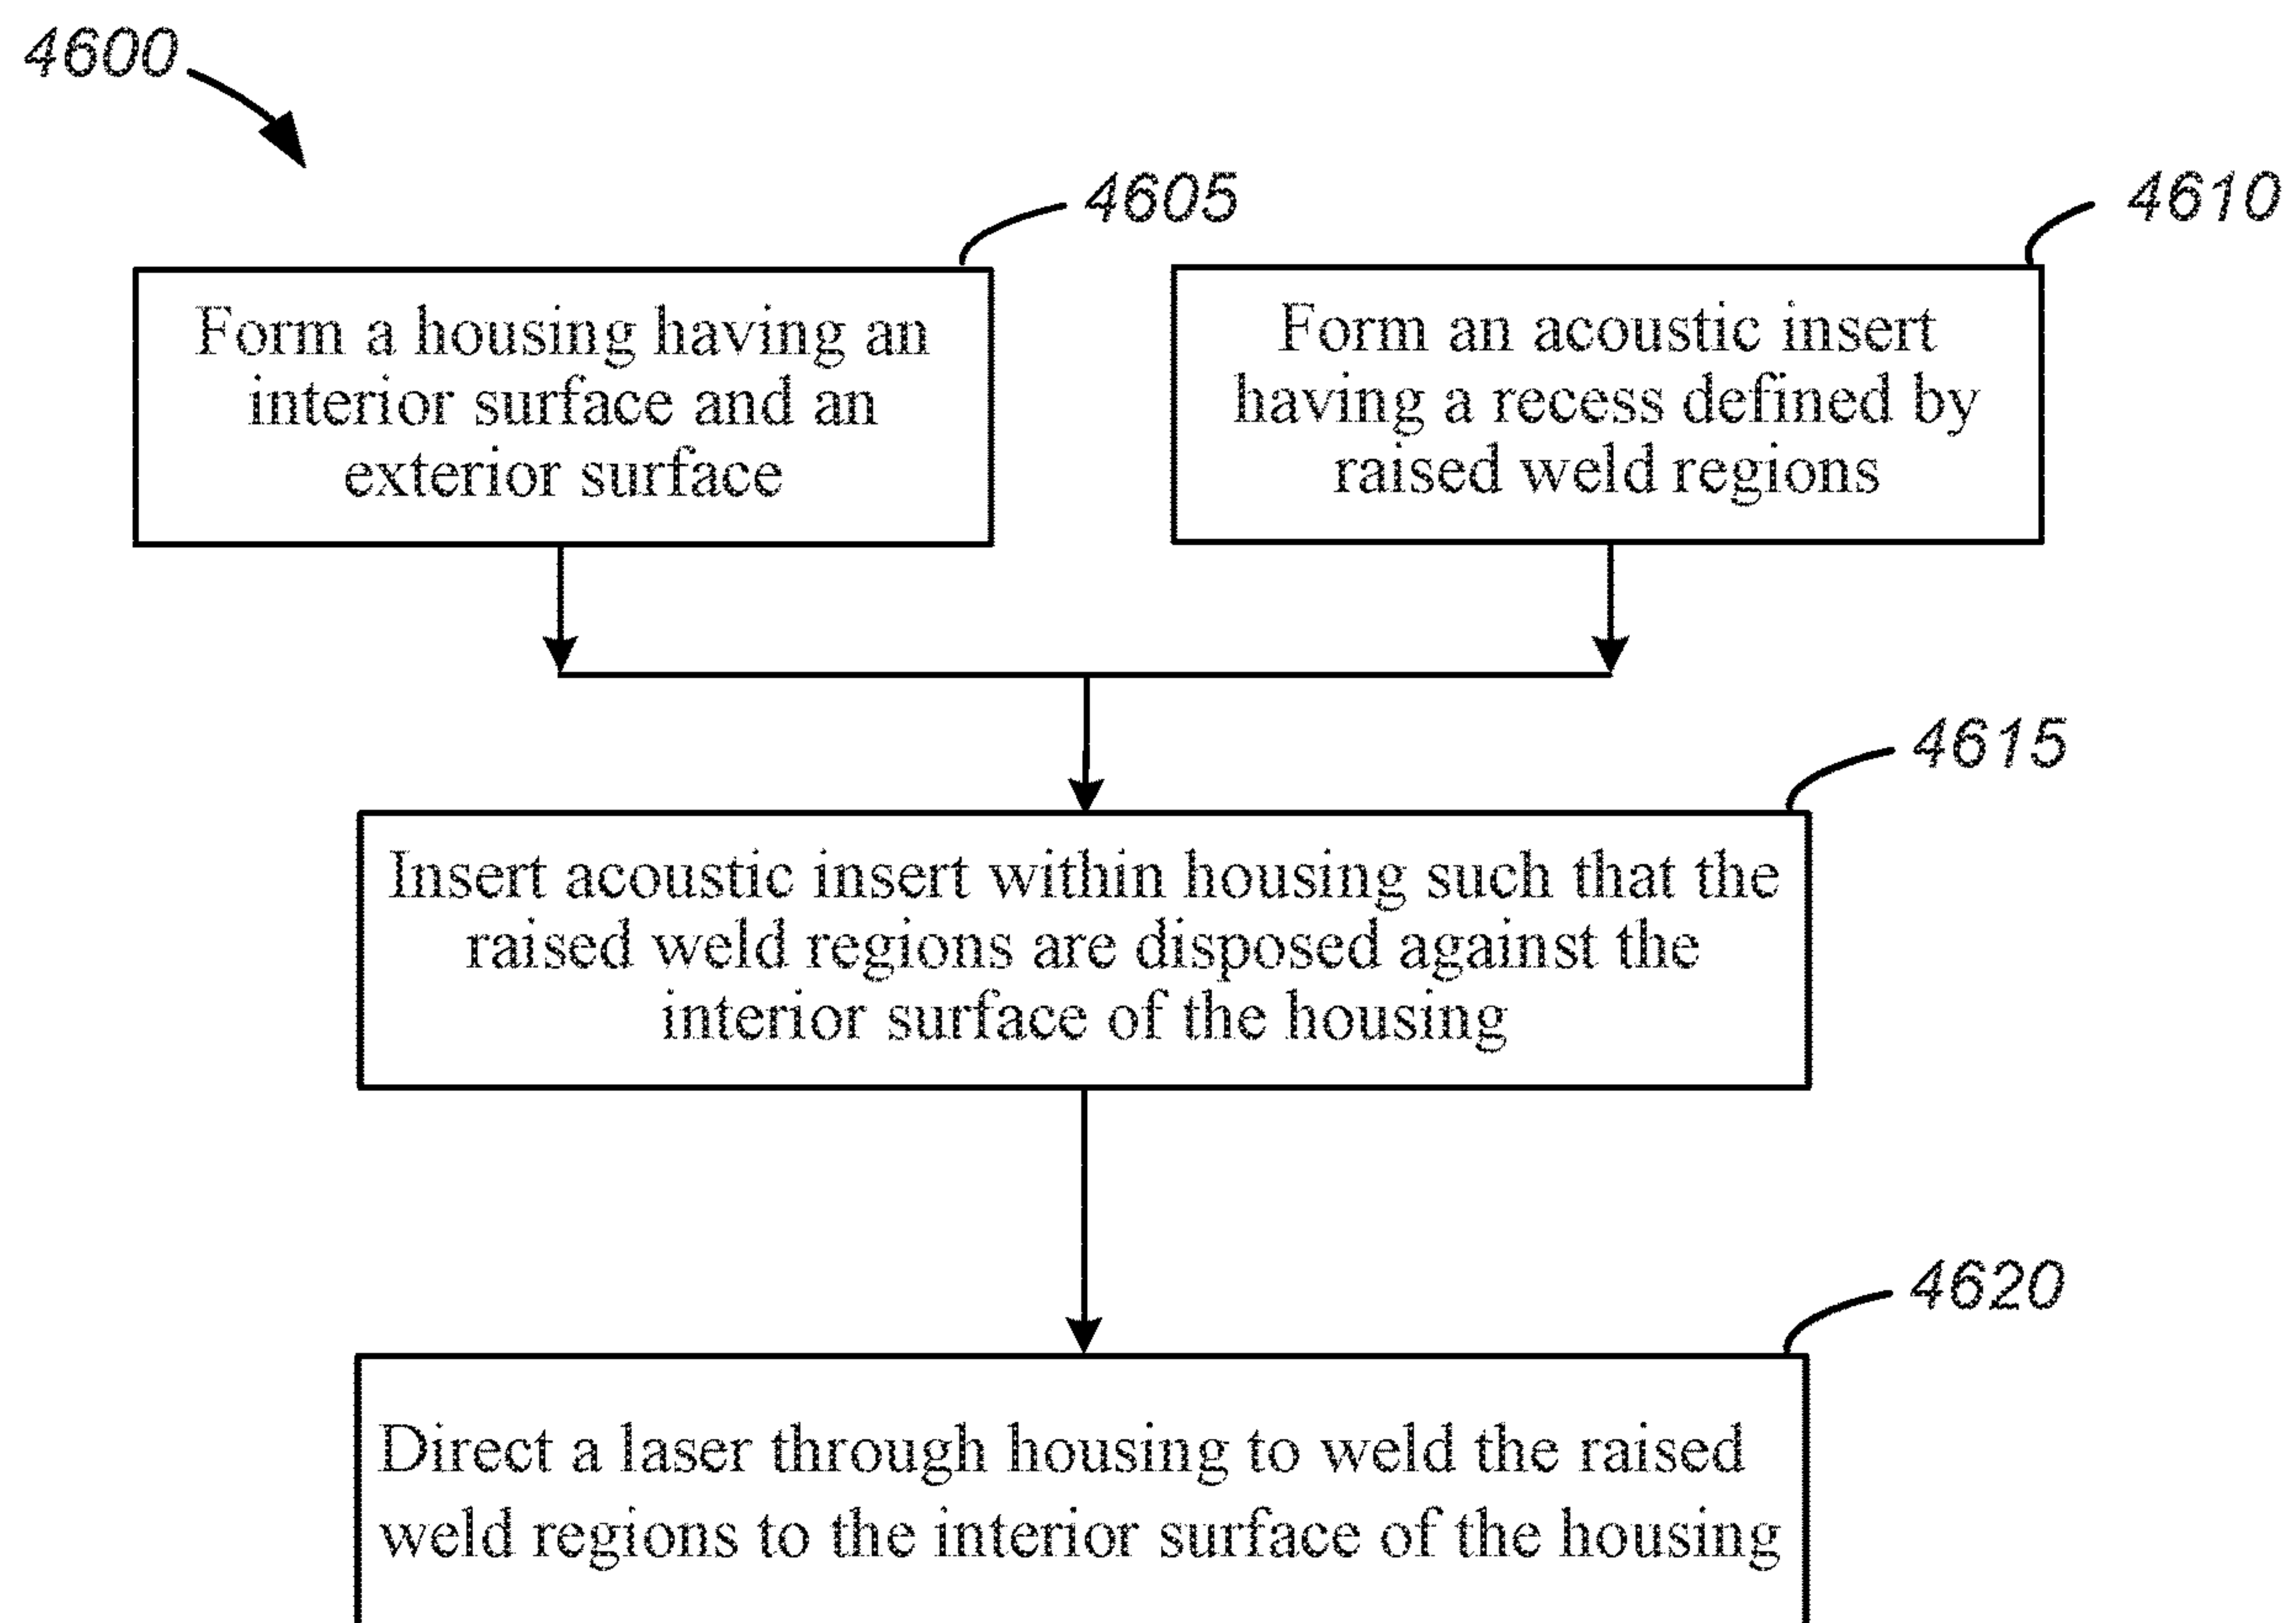 4600
4605
4610
Form a housing having an
interior surface and an
exterior surface
Form an acoustic insert
having a recess defined by
raised weld regions
4615
Insert acoustic insert within housing such that the
raised weld regions are disposed against the
interior surface of the housing
4620
Direct a laser through housing to weld the raised
weld regions to the interior surface of the housing